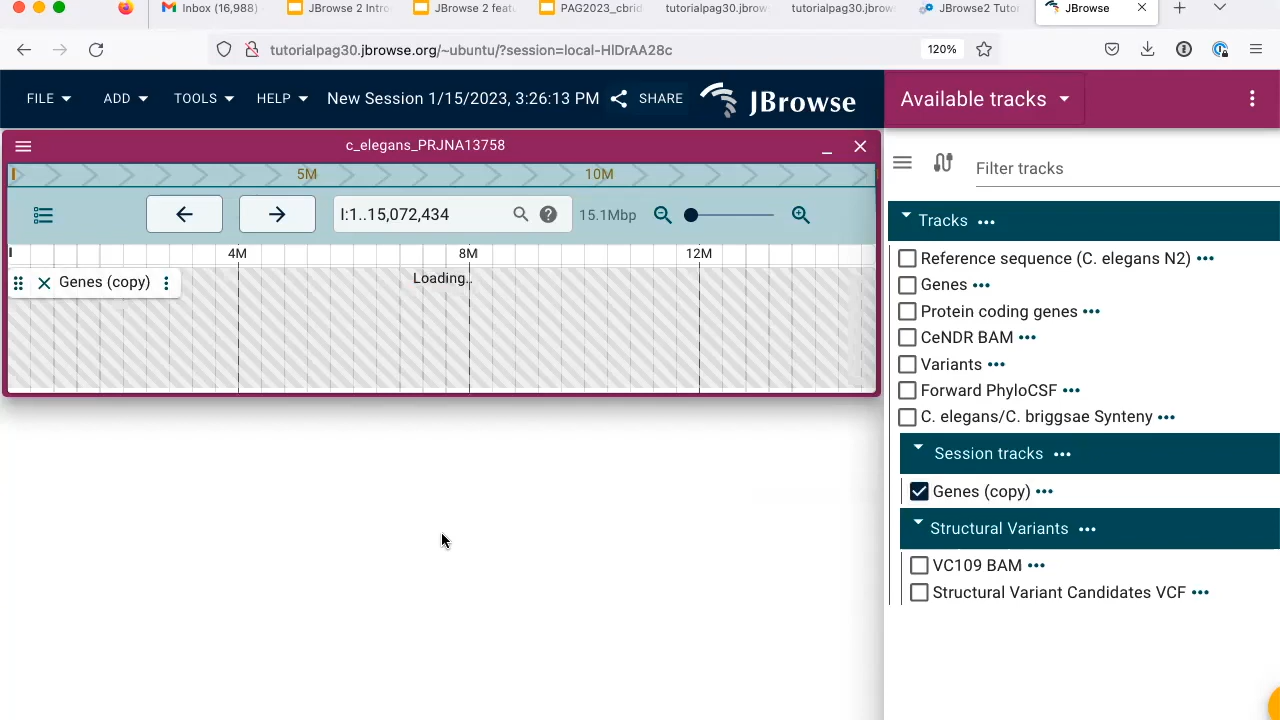 Inbox (16,988)
JBrowse 2 Intro
JBrowse 2 feat
PAG2023_cbrid
tutorialpag30.jbrow
tutorialpag30.jbrow
JBrowse2 Tutor
JBrowse
tutorialpag30.jbrowse.org/~ubuntu/?session=local-HlDrAA28c
120%
FILE ADD TOOLS HELP New Session 1/15/2023, 3:26:13 PM SHARE JBrowse
Available tracks
c_elegans_PRJNA13758
5M 10M
I:1..15,072,434
15.1Mbp
Filter tracks
4M 8M 12M
Genes (copy)
Loading..
Tracks
Reference sequence (C. elegans N2)
Genes
Protein coding genes
CeNDR BAM
Variants
Forward PhyloCSF
C. elegans/C. briggsae Synteny
Session tracks
Genes (copy)
Structural Variants
VC109 BAM
Structural Variant Candidates VCF